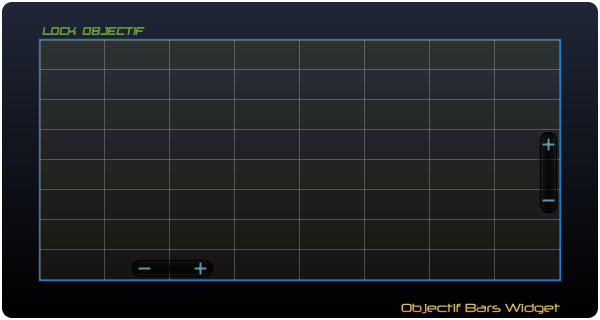 LOCK OBJECTIF
+
−
− +
Objectif Bars Widget